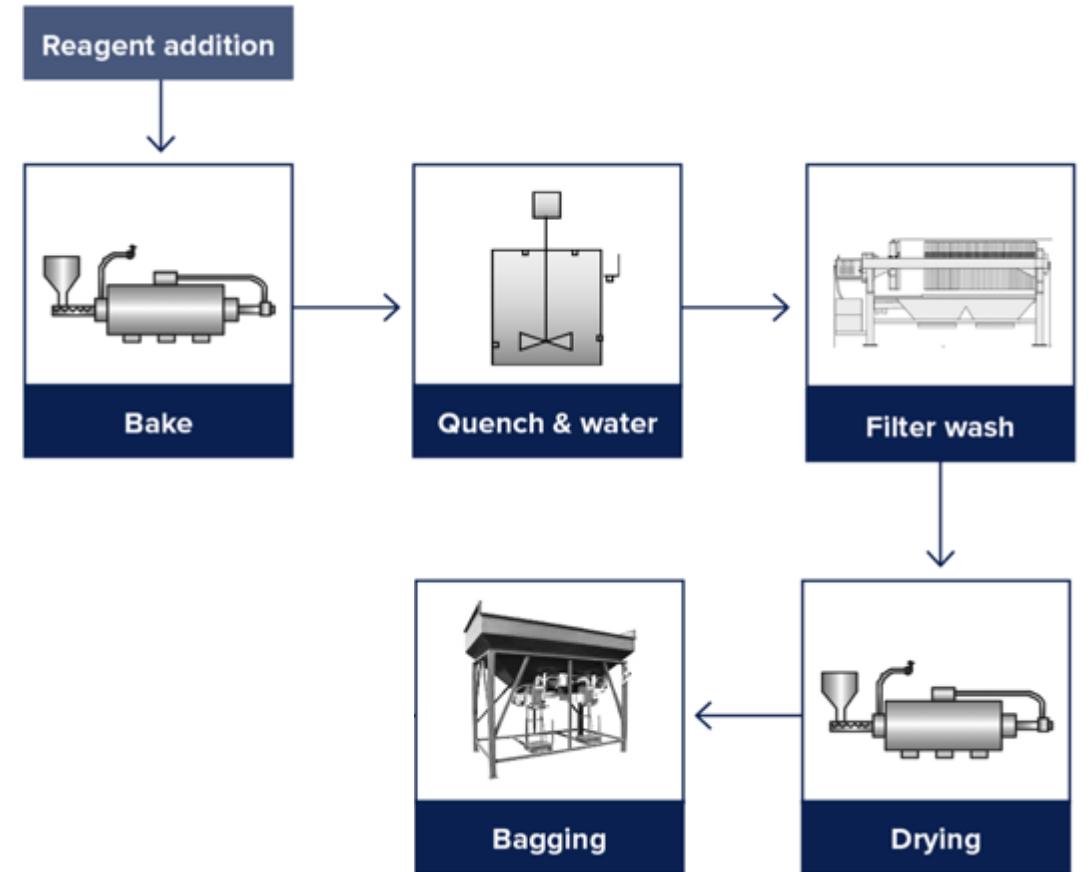 Reagent addition
Bake
Quench & water
Filter wash
Bagging
Drying